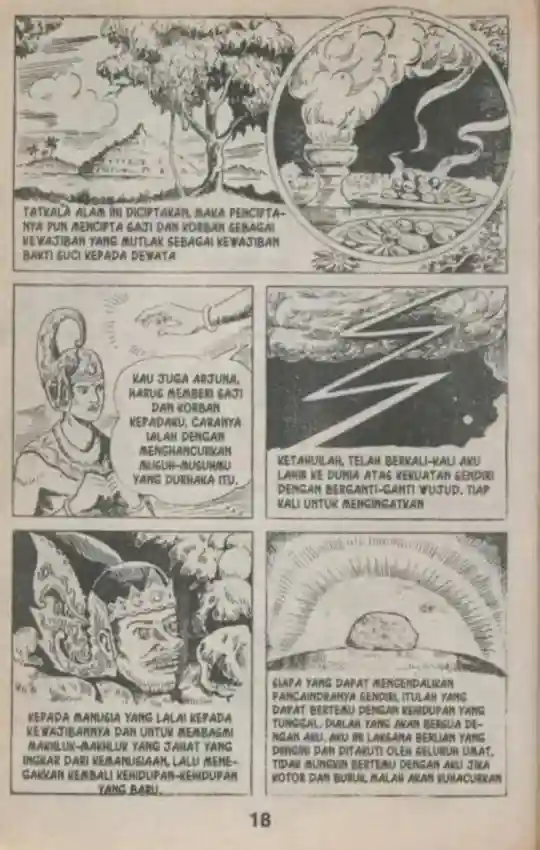 TATKALA ALAM INI DICIPTAKAN, MAKA PENCIPTA-
NYA PUN MENCIPTA SAJI DAN KORBAN SEBAGAI
KEWAJIBAN YANG MUTLAK SEBAGAI KEWAJIBAN
BAKTI SUCI KEPADA DEWATA
KAU JUGA ARJUNA,
HARUS MEMBERI SAJI
DAN KORBAN
KEPADAKU. CARANYA
IALAH DENGAN
MENGHANCURKAN
MUSUH-MUSUHMU
YANG DURHAKA ITU.
KETAHUILAH, TELAH BERKALI-KALI AKU
LAHIR KE DUNIA ATAS KEKUATAN SENDIRI
DENGAN BERGANTI-GANTI WUJUD. TIAP
KALI UNTUK MENGINGATKAN
KEPADA MANUSIA YANG LALAI KEPADA
KEWAJIBANNYA DAN UNTUK MEMBASMI
MAKHLUK-MAKHLUK YANG JAHAT YANG
INGKAR DARI KEMANUSIAAN, LALU MENE-
GAKKAN KEMBALI KEHIDUPAN-KEHIDUPAN
YANG BARU.
SIAPA YANG DAPAT MENGENDALIKAN
PANCAINDRANYA SENDIRI, ITULAH YANG
DAPAT BERTEMU DENGAN KEHIDUPAN YANG
TUNGGAL. DIALAH YANG AKAN BERSUA DE-
NGAN AKU. AKU INI LAKSANA BERLIAN YANG
DIINGINI DAN DITAKUTI OLEH SELURUH UMAT.
TIDAK MUNGKIN BERTEMU DENGAN AKU JIKA
KOTOR DAN BURUK, MALAH AKAN KUHACURKAN
18